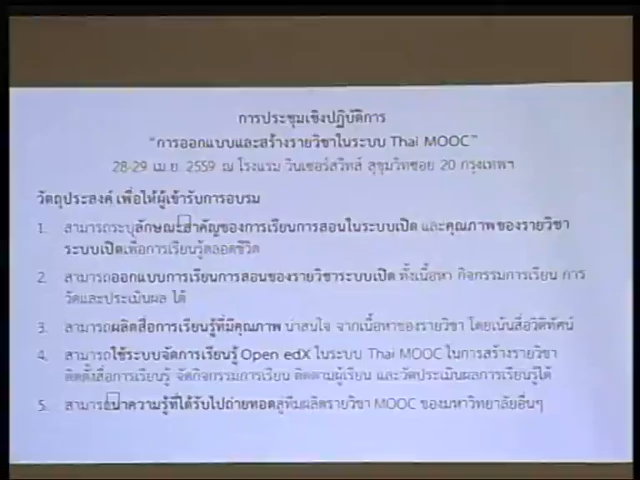 การประชุมเชิงปฏิบัติการ
"การออกแบบและสร้างรายวิชาในระบบ Thai MOOC"
28-29 เม.ย. 2559 ณ โรงแรม วินเซอร์สวีทส์ สุขุมวิทซอย 20 กรุงเทพฯ
วัตถุประสงค์ เพื่อให้ผู้เข้ารับการอบรม
1. สามารถระบุลักษณะสำคัญของการเรียนการสอนในระบบเปิด และคุณภาพของรายวิชา
ระบบเปิดเพื่อการเรียนรู้ตลอดชีวิต
2. สามารถออกแบบการเรียนการสอนของรายวิชาระบบเปิด ทั้งเนื้อหา กิจกรรมการเรียน การ
วัดและประเมินผล ได้
3. สามารถผลิตสื่อการเรียนรู้ที่มีคุณภาพ น่าสนใจ จากเนื้อหาของรายวิชา โดยเน้นสื่อวิดิทัศน์
4. สามารถใช้ระบบจัดการเรียนรู้ Open edX ในระบบ Thai MOOC ในการสร้างรายวิชา
ติดตั้งสื่อการเรียนรู้ จัดกิจกรรมการเรียน ติดตามผู้เรียน และวัดประเมินผลการเรียนรู้ได้
5. สามารถนำความรู้ที่ได้รับไปถ่ายทอดสู่ทีมผลิตรายวิชา MOOC ของมหาวิทยาลัยอื่นๆ